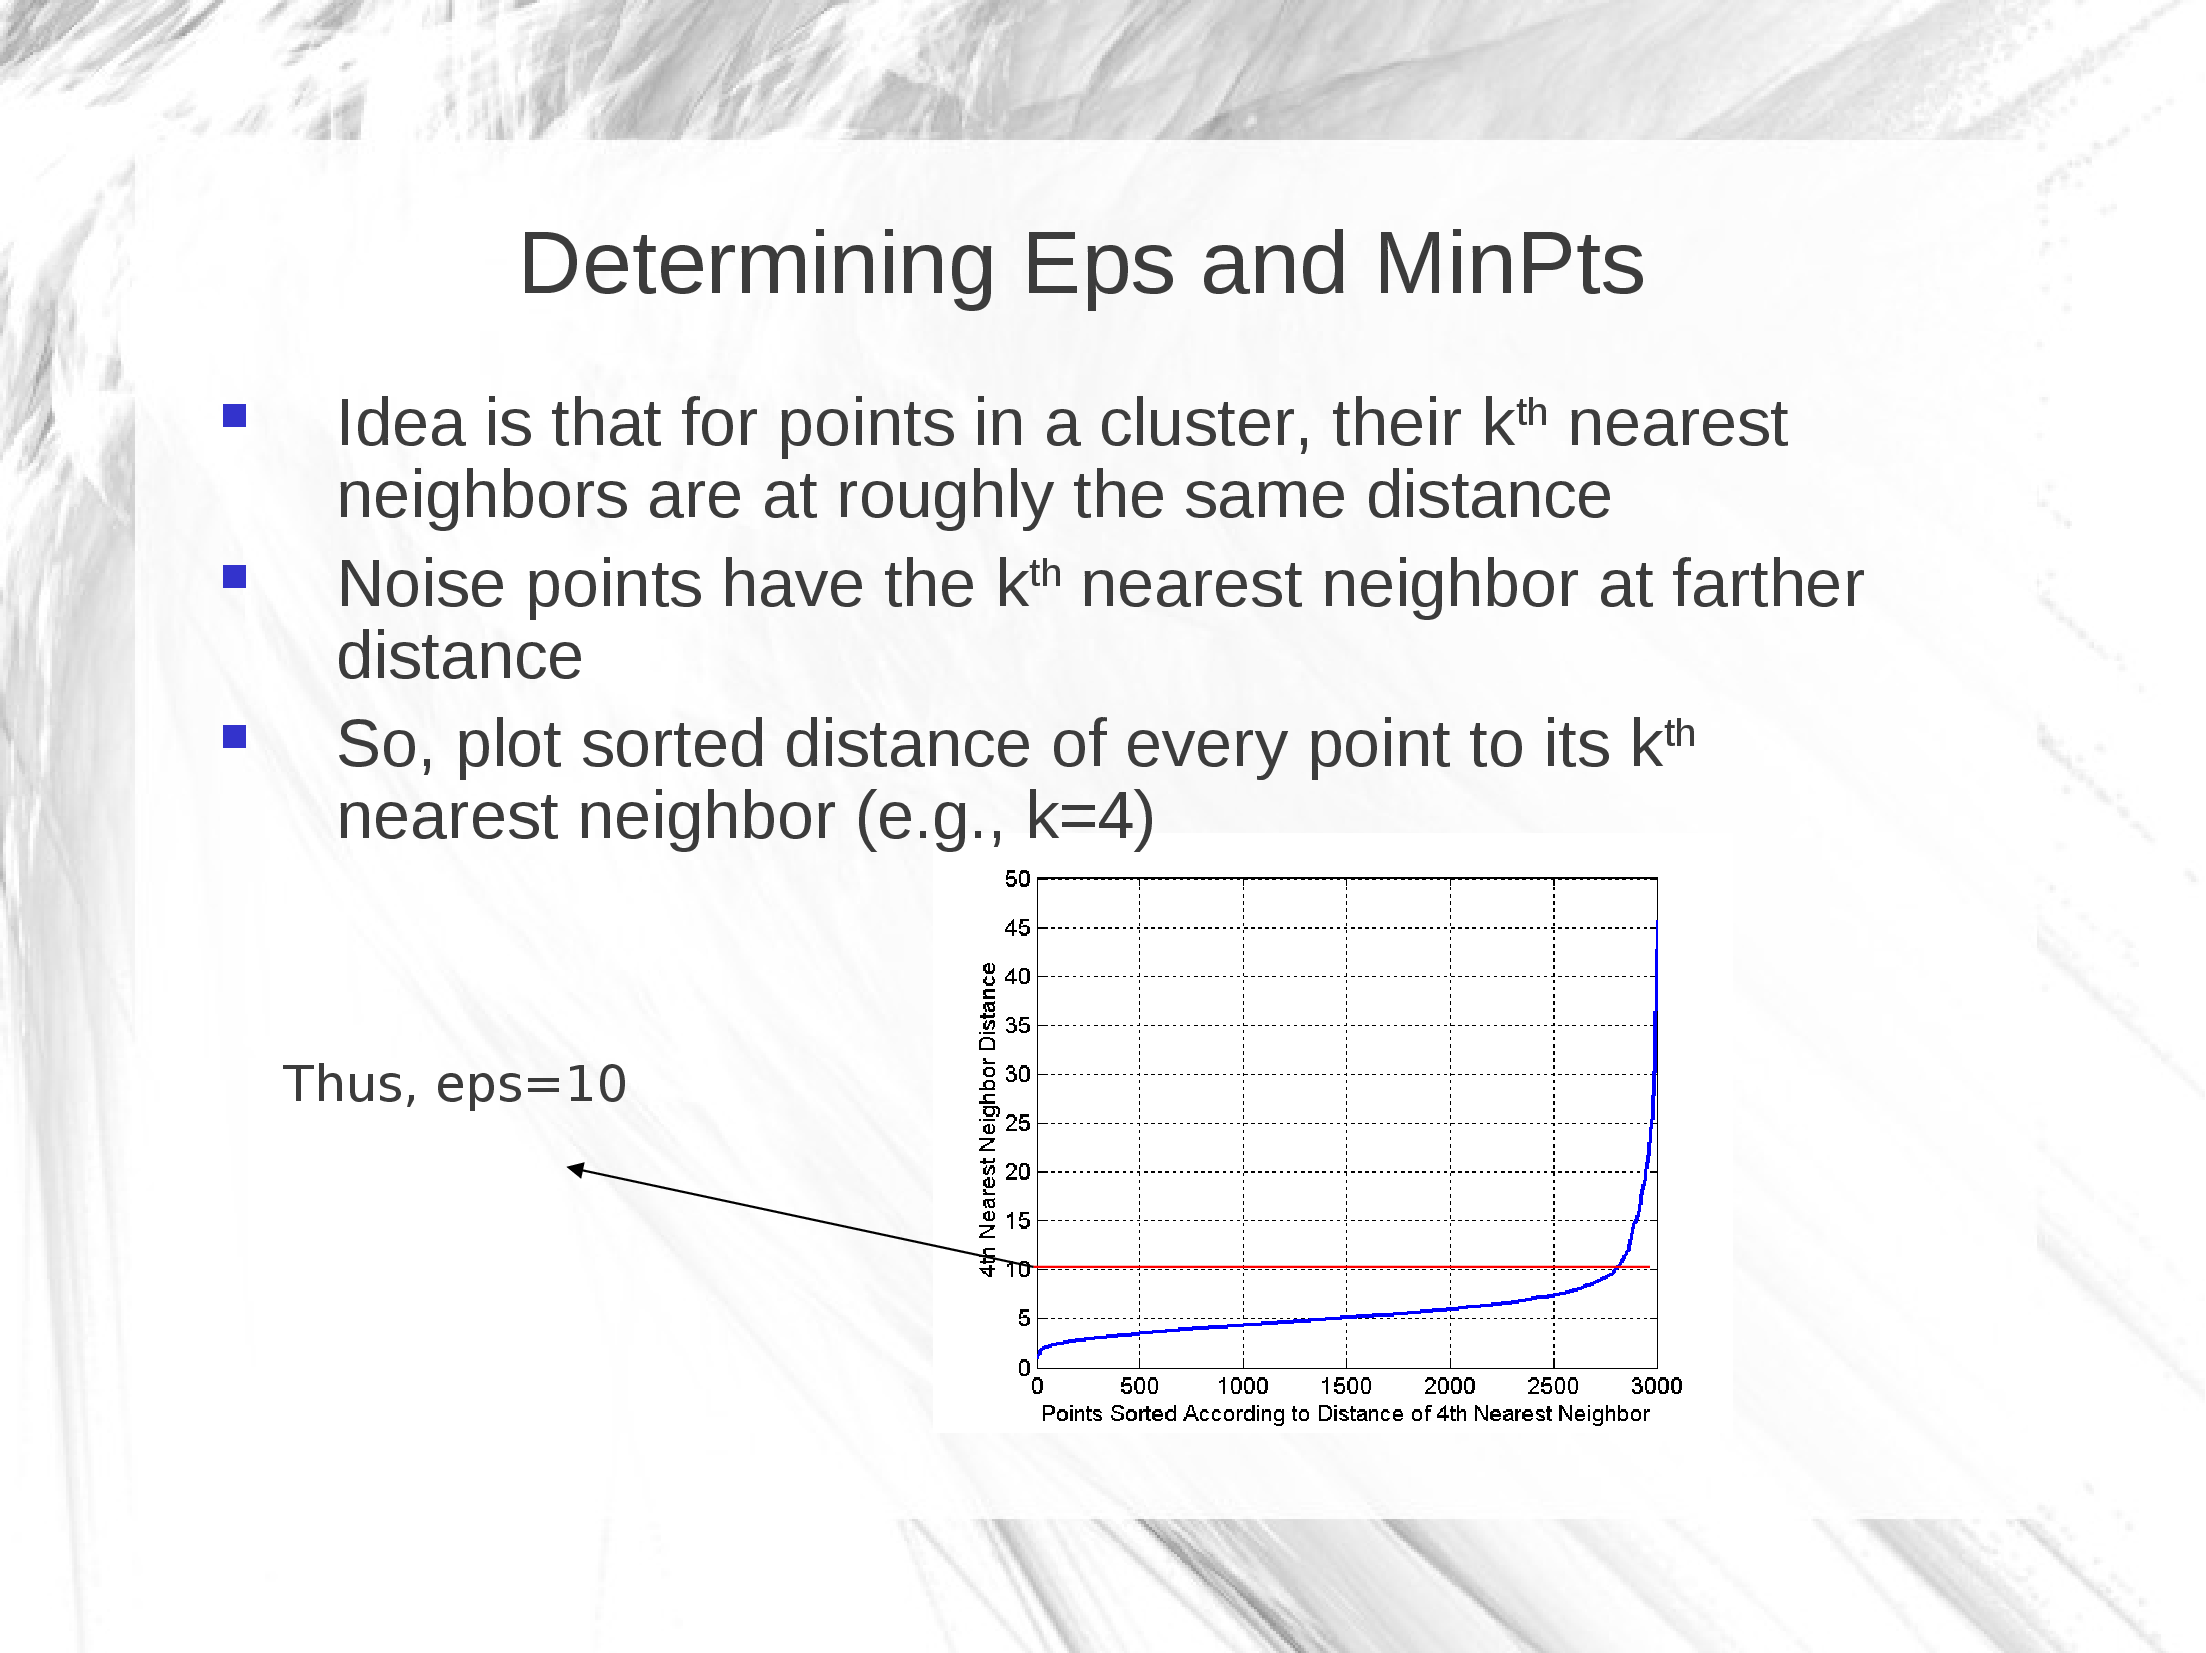 Determining Eps and MinPts
Idea is that for points in a cluster, their kth nearest
neighbors are at roughly the same distance
Noise points have the kth nearest neighbor at farther
distance
So, plot sorted distance of every point to its kth
nearest neighbor (e.g., k=4)
Thus, eps=10
4th Nearest Neighbor Distance
50
45
40
35
30
25
20
15
10
5
0
0 500 1000 1500 2000 2500 3000
Points Sorted According to Distance of 4th Nearest Neighbor